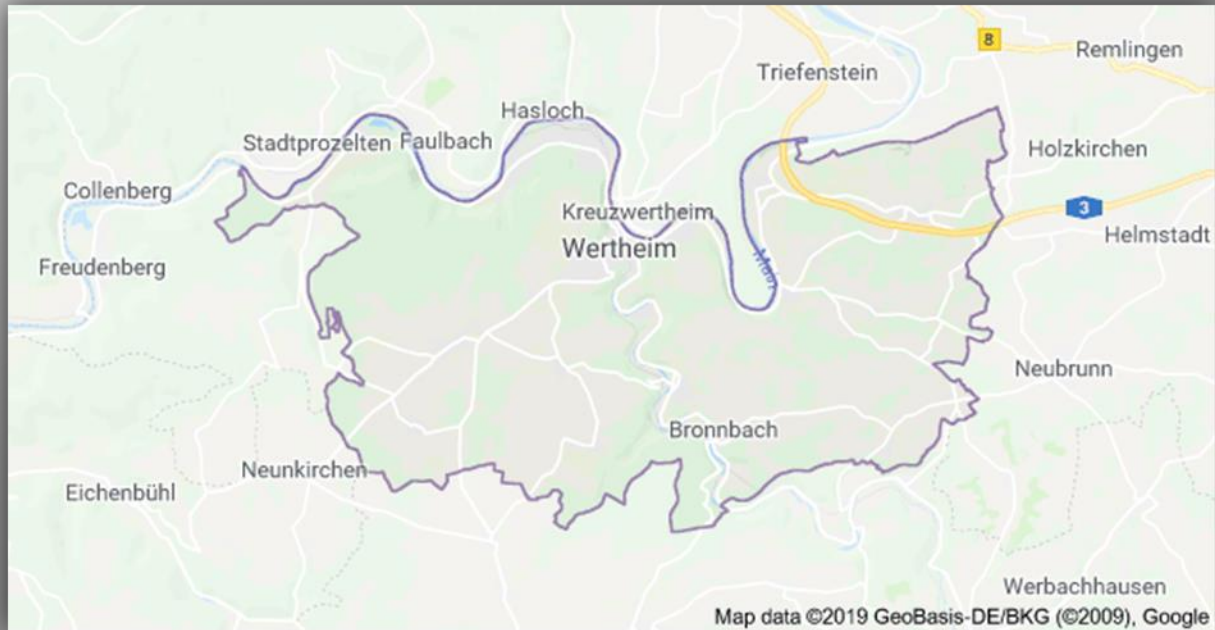 8
Remlingen
Triefenstein
Hasloch
Stadtprozelten
Faulbach
Holzkirchen
Collenberg
3
Kreuzwertheim
Helmstadt
Wertheim
Main
Freudenberg
Neubrunn
Bronnbach
Neunkirchen
Eichenbühl
Werbachhausen
Map data ©2019 GeoBasis-DE/BKG (©2009), Google